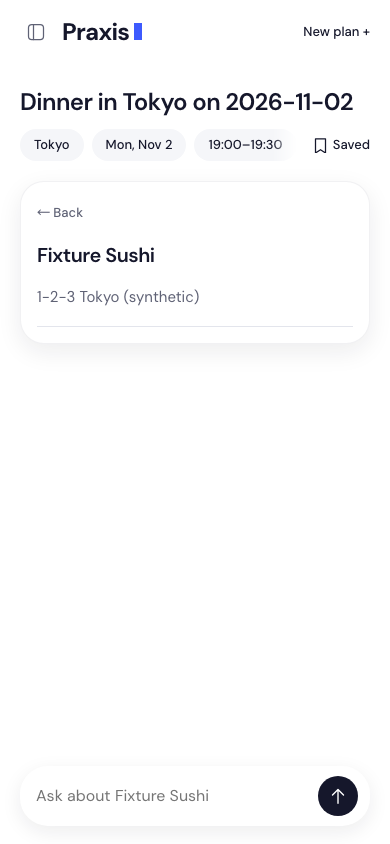 Praxis
New plan +
Dinner in Tokyo on 2026-11-02
Tokyo
Mon, Nov 2
19:00–19:30
Saved
← Back
Fixture Sushi
1-2-3 Tokyo (synthetic)
Ask about Fixture Sushi